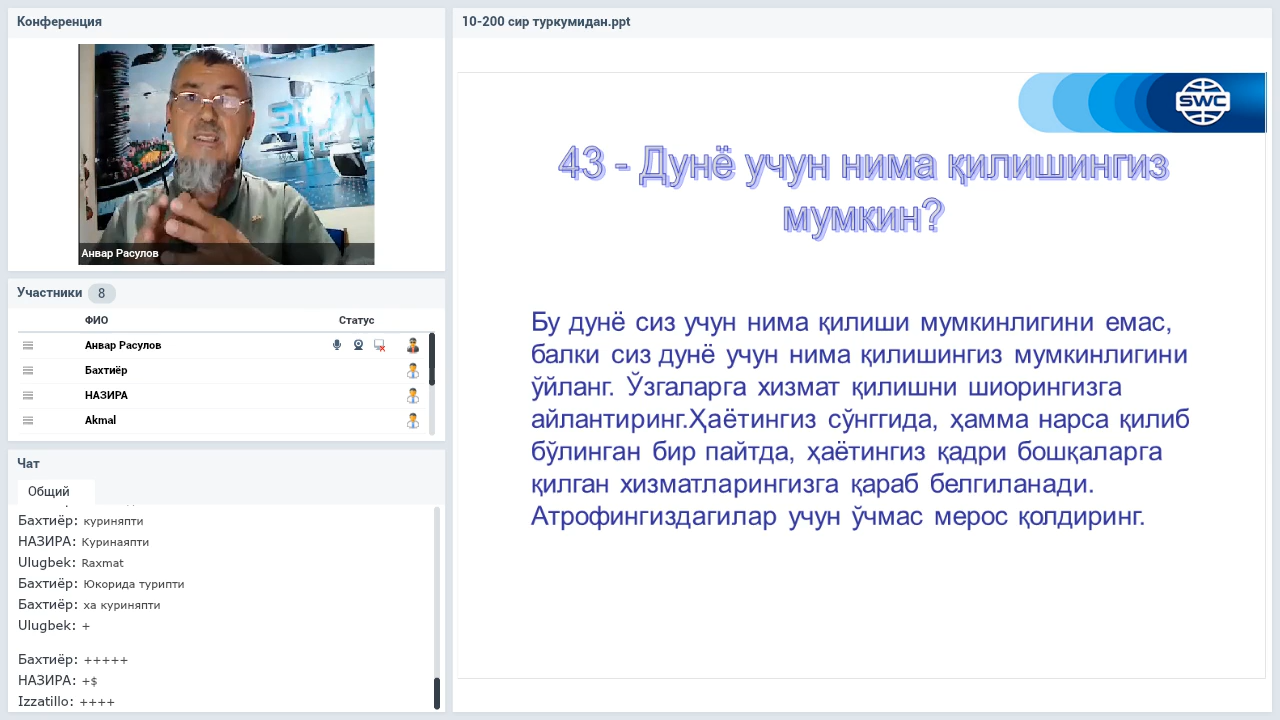 Конференция
Анвар Расулов
Участники 8
ФИО Статус
Анвар Расулов
Бахтиёр
НАЗИРА
Akmal
Чат
Общий
Бахтиёр: куриняпти
НАЗИРА: Куринаяпти
Ulugbek: Raxmat
Бахтиёр: Юкорида турипти
Бахтиёр: ха куриняпти
Ulugbek: +
Бахтиёр: +++++
НАЗИРА: +$
Izzatillo: ++++
10-200 сир туркумидан.ppt
SWC
43 - Дунё учун нима қилишингиз
мумкин?
Бу дунё сиз учун нима қилиши мумкинлигини емас,
балки сиз дунё учун нима қилишингиз мумкинлигини
ўйланг. Ўзгаларга хизмат қилишни шиорингизга
айлантиринг.Ҳаётингиз сўнггида, ҳамма нарса қилиб
бўлинган бир пайтда, ҳаётингиз қадри бошқаларга
қилган хизматларингизга қараб белгиланади.
Атрофингиздагилар учун ўчмас мерос қолдиринг.